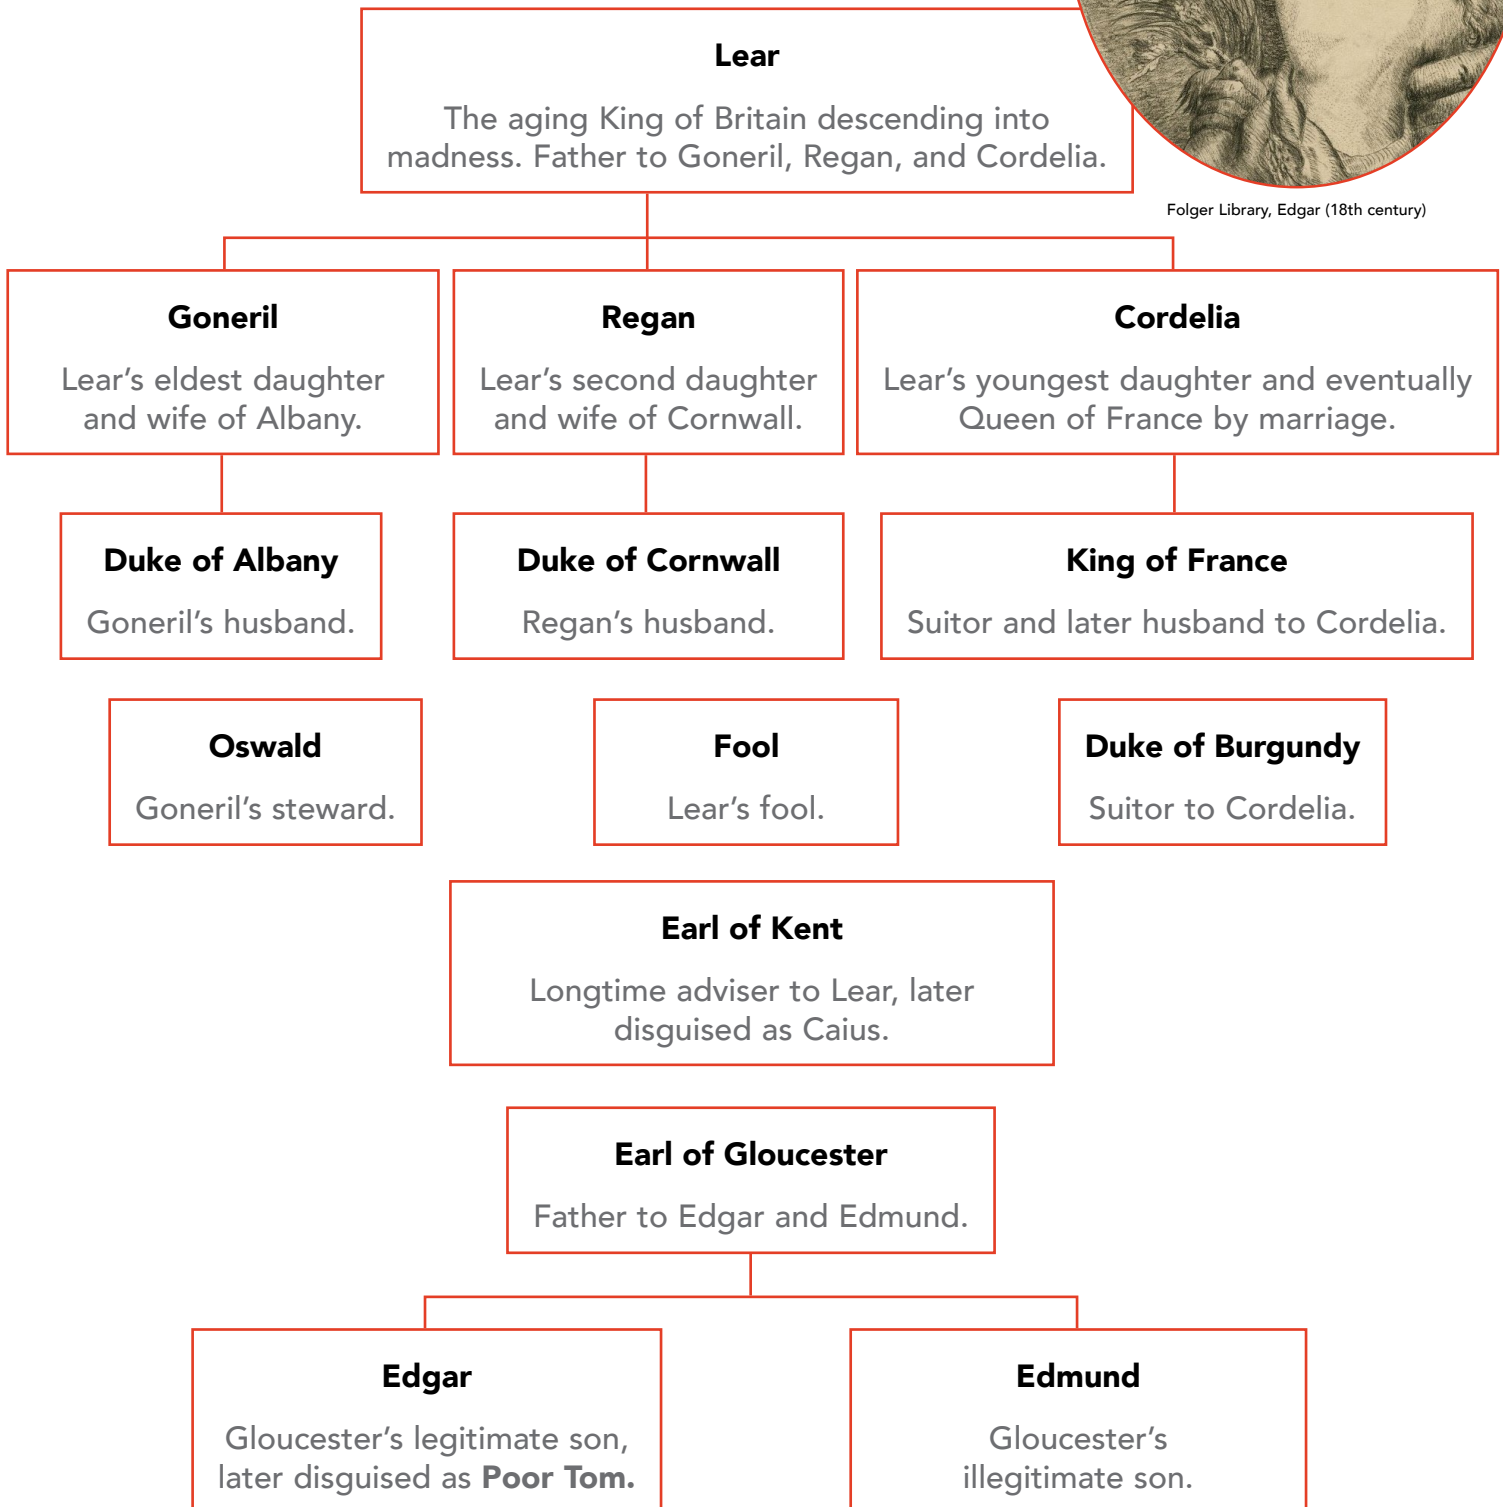 Lear
The aging King of Britain descending into
madness. Father to Goneril, Regan, and Cordelia.
Folger Library, Edgar (18th century)
Goneril
Lear’s eldest daughter
and wife of Albany.
Regan
Lear’s second daughter
and wife of Cornwall.
Cordelia
Lear’s youngest daughter and eventually
Queen of France by marriage.
Duke of Albany
Goneril’s husband.
Duke of Cornwall
Regan’s husband.
King of France
Suitor and later husband to Cordelia.
Oswald
Goneril’s steward.
Fool
Lear’s fool.
Duke of Burgundy
Suitor to Cordelia.
Earl of Kent
Longtime adviser to Lear, later
disguised as Caius.
Earl of Gloucester
Father to Edgar and Edmund.
Edgar
Gloucester’s legitimate son,
later disguised as Poor Tom.
Edmund
Gloucester’s
illegitimate son.